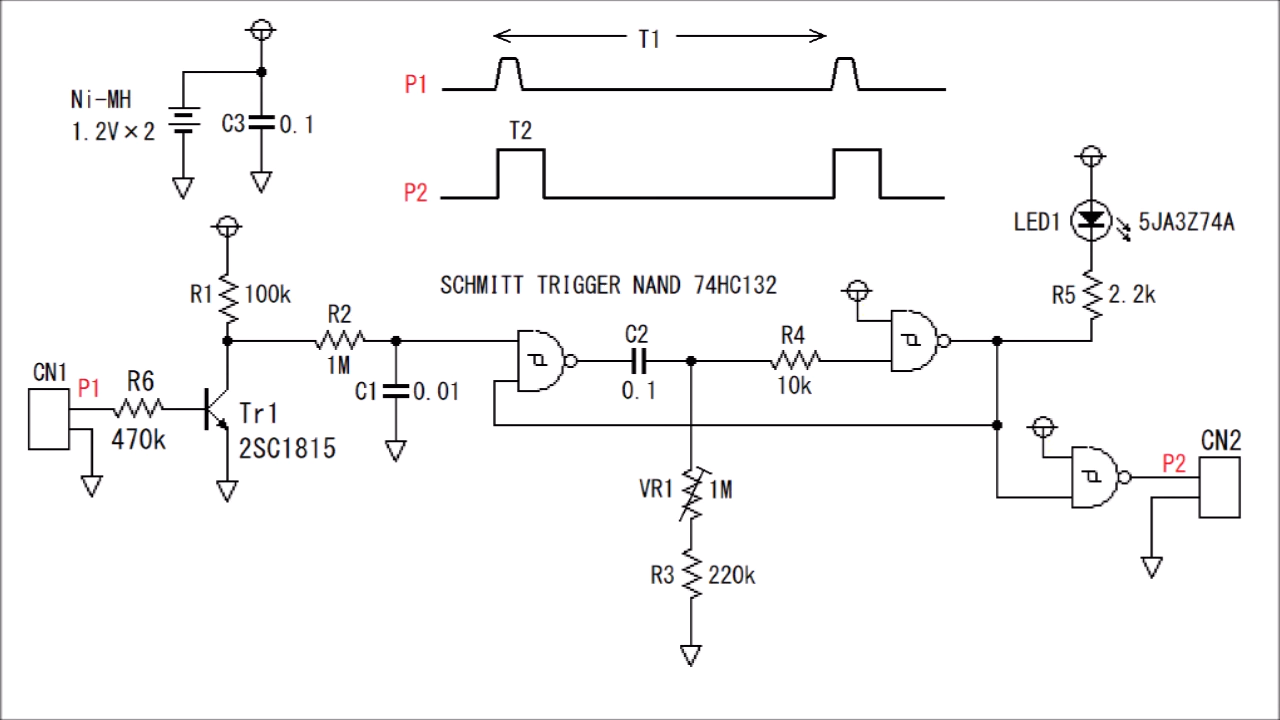 T1
P1
Ni-MH
1.2V×2
C3
0.1
T2
P2
LED1
5JA3Z74A
SCHMITT TRIGGER NAND 74HC132
R1
100k
R5
2.2k
R2
1M
C2
0.1
R4
10k
CN1
P1
R6
470k
C1
0.01
Tr1
2SC1815
CN2
P2
VR1
1M
R3
220k